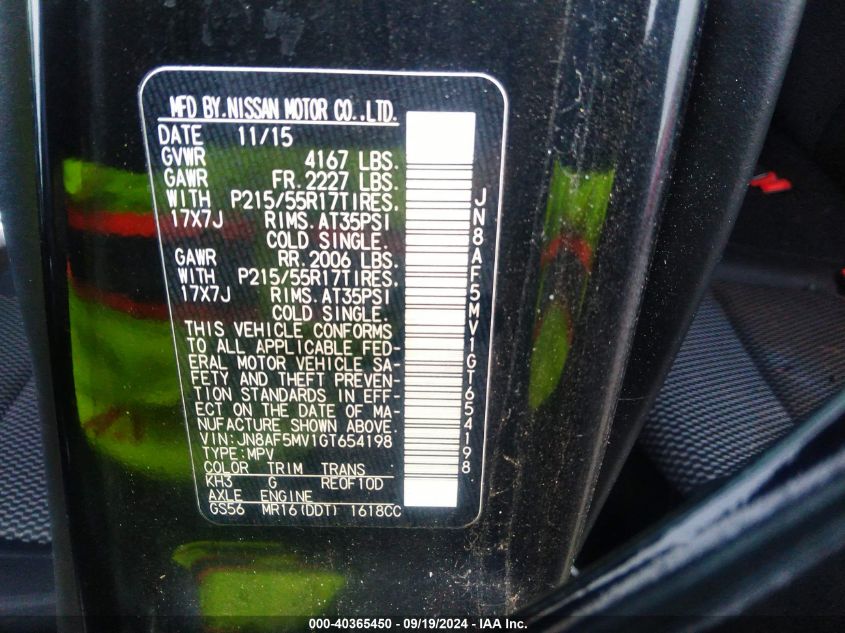 MFD BY. NISSAN MOTOR CO., LTD.
DATE 11/15
GVWR 4167 LBS.
GAWR FR. 2227 LBS.
WITH P215/55R17TIRES,
17X7J RIMS. AT35PSI
COLD SINGLE.
GAWR RR. 2006 LBS.
WITH P215/55R17TIRES,
17X7J RIMS. AT35PSI
COLD SINGLE.
THIS VEHICLE CONFORMS
TO ALL APPLICABLE FED-
ERAL MOTOR VEHICLE SA-
FETY AND THEFT PREVEN-
TION STANDARDS IN EFF-
ECT ON THE DATE OF MA-
NUFACTURE SHOWN ABOVE.
VIN:JN8AF5MV1GT654198
TYPE:MPV
COLOR TRIM TRANS
KH3 G RE0F10D
AXLE ENGINE
GS56 MR16(DDT) 1618CC
JN8AF5MV1GT654198
000-40365450 - 09/19/2024 - IAA Inc.